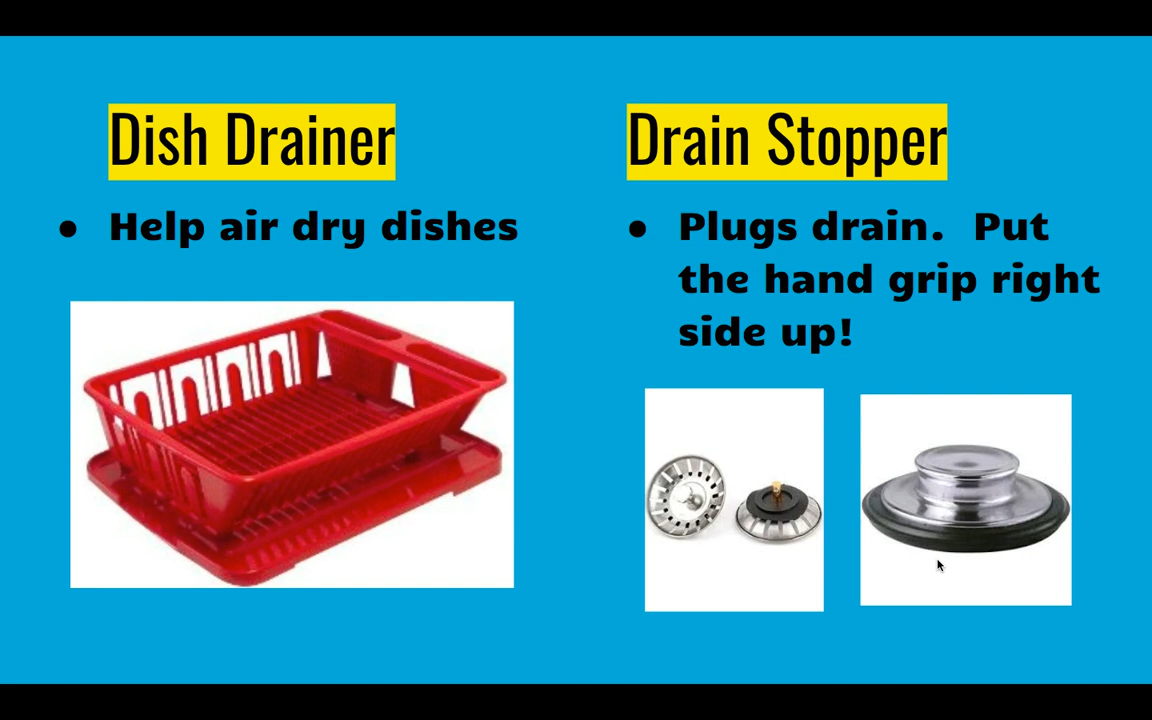 Dish Drainer
● Help air dry dishes
Drain Stopper
● Plugs drain.  Put
the hand grip right
side up!